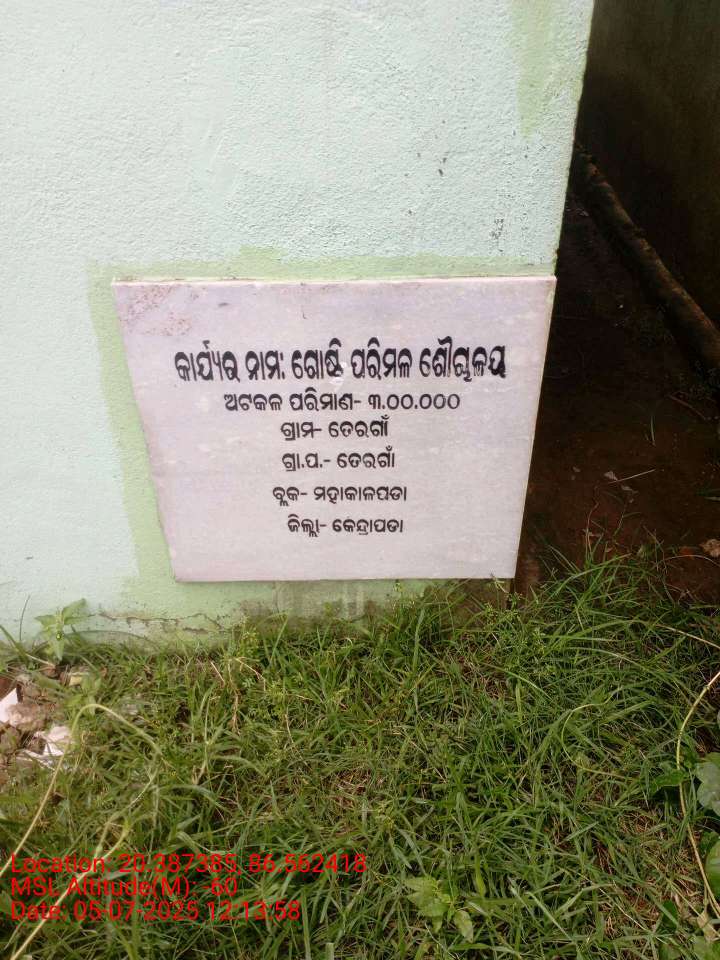 କାର୍ଯ୍ୟର ନାମ: ଗୋଷ୍ଠି ପରିମଳ ଶୌଚାଳୟ
ଅଟକଳ ପରିମାଣ- ୩.୦୦.୦୦୦
ଗ୍ରାମ- ତେରଗାଁ
ଗ୍ରା.ପ.- ତେରଗାଁ
ବ୍ଲକ- ମହାକାଳପଡା
ଜିଲ୍ଲା- କେନ୍ଦ୍ରାପଡା
Location: 20.387385, 86.562418
MSL Altitude(M): -60
Date: 05-07-2025 12:13:58